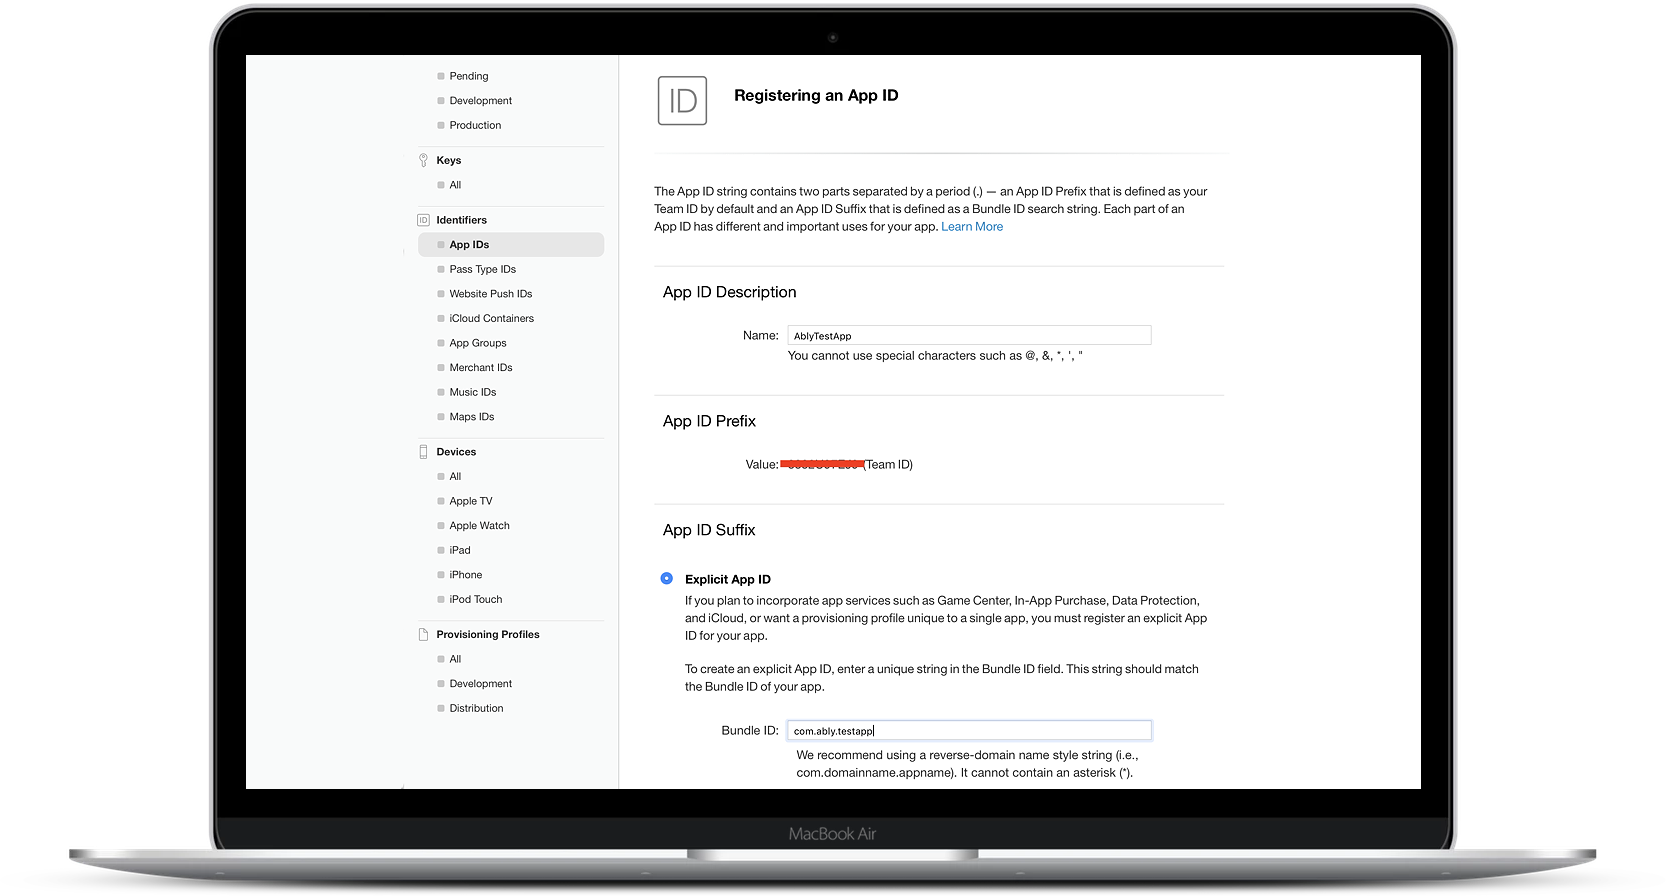 Pending
Development
Production
Keys
All
ID Identifiers
App IDs
Pass Type IDs
Website Push IDs
iCloud Containers
App Groups
Merchant IDs
Music IDs
Maps IDs
Devices
All
Apple TV
Apple Watch
iPad
iPhone
iPod Touch
Provisioning Profiles
All
Development
Distribution
ID
Registering an App ID
The App ID string contains two parts separated by a period (.) — an App ID Prefix that is defined as your
Team ID by default and an App ID Suffix that is defined as a Bundle ID search string. Each part of an
App ID has different and important uses for your app. Learn More
App ID Description
Name: AblyTestApp
You cannot use special characters such as @, &, *, ', "
App ID Prefix
Value: (Team ID)
App ID Suffix
Explicit App ID
If you plan to incorporate app services such as Game Center, In-App Purchase, Data Protection,
and iCloud, or want a provisioning profile unique to a single app, you must register an explicit App
ID for your app.
To create an explicit App ID, enter a unique string in the Bundle ID field. This string should match
the Bundle ID of your app.
Bundle ID: com.ably.testapp
We recommend using a reverse-domain name style string (i.e.,
com.domainname.appname). It cannot contain an asterisk (*).
MacBook Air